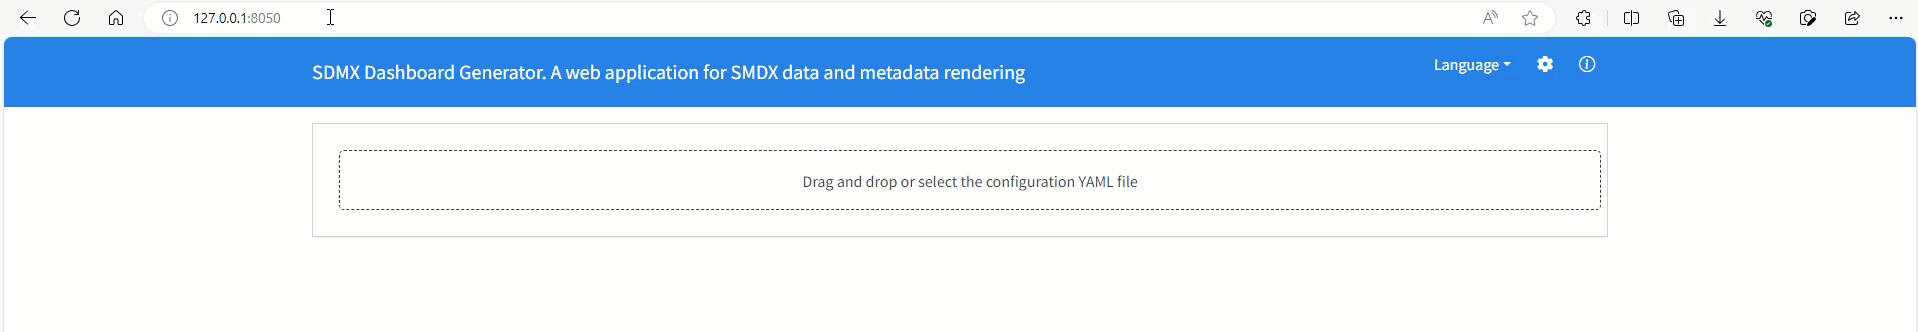 127.0.0.1:8050
SDMX Dashboard Generator. A web application for SMDX data and metadata rendering
Language
Drag and drop or select the configuration YAML file